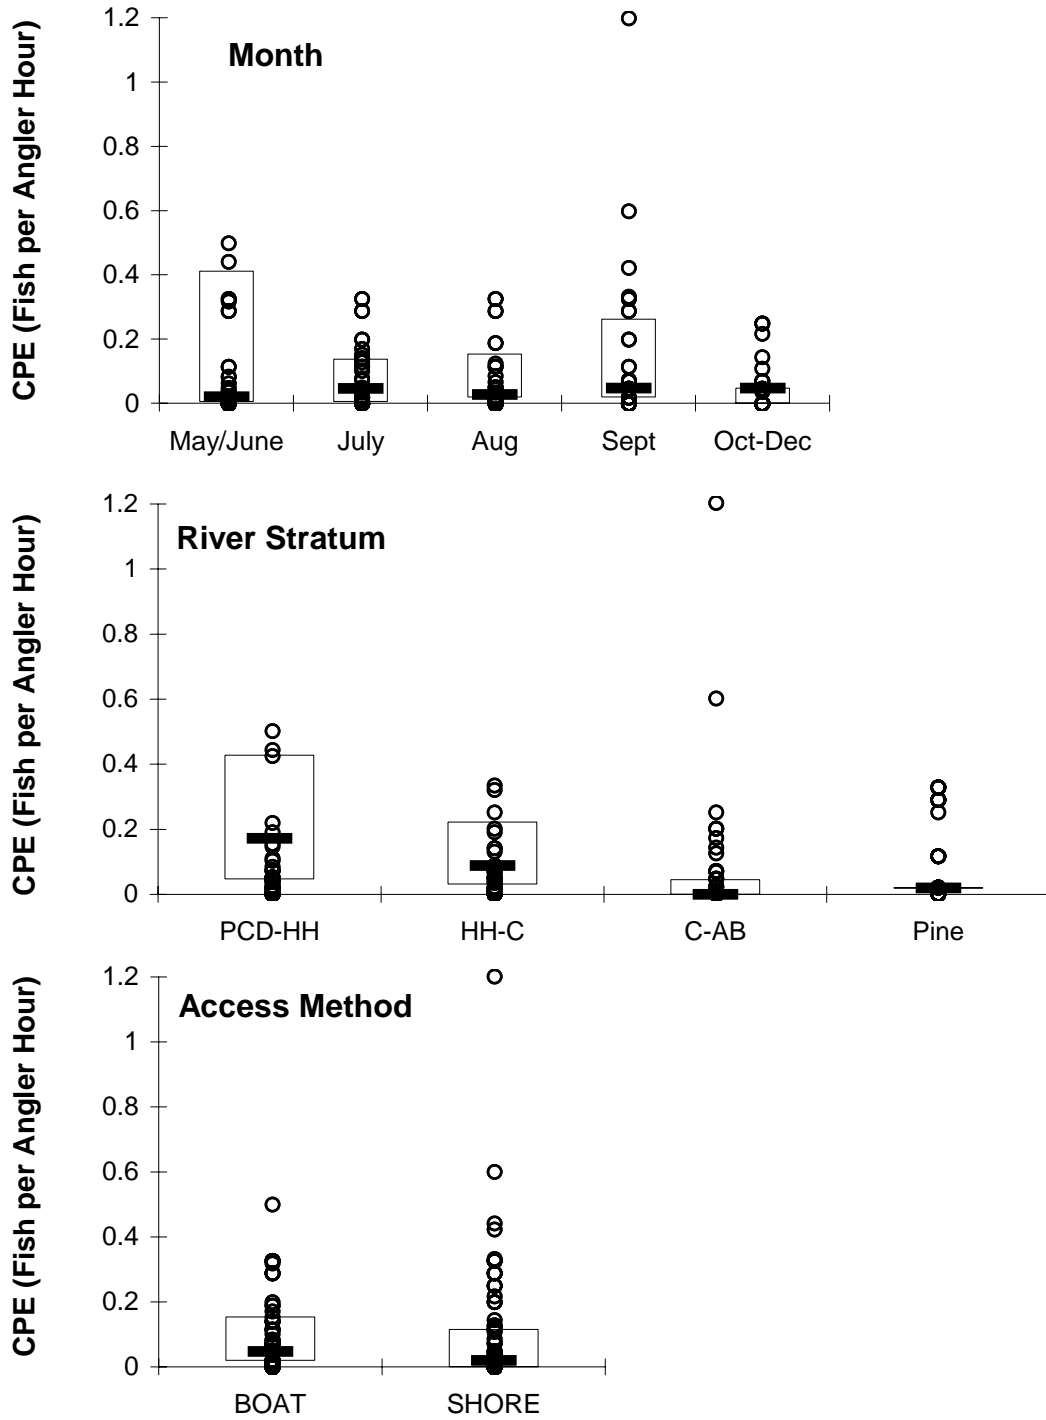 CPE (Fish per Angler Hour)
Month
1.2
1
0.8
0.6
0.4
0.2
0
May/June July Aug Sept Oct-Dec
CPE (Fish per Angler Hour)
River Stratum
1.2
1
0.8
0.6
0.4
0.2
0
PCD-HH HH-C C-AB Pine
CPE (Fish per Angler Hour)
Access Method
1.2
1
0.8
0.6
0.4
0.2
0
BOAT SHORE